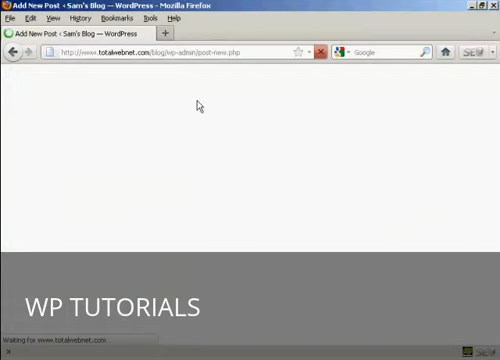 Add New Post ‹ Sam's Blog — WordPress - Mozilla Firefox
File Edit View History Bookmarks Tools Help
Add New Post ‹ Sam's Blog — WordPress
http://www.totalwebnet.com/blog/wp-admin/post-new.php
Google
SEO
WP TUTORIALS
Waiting for www.totalwebnet.com...